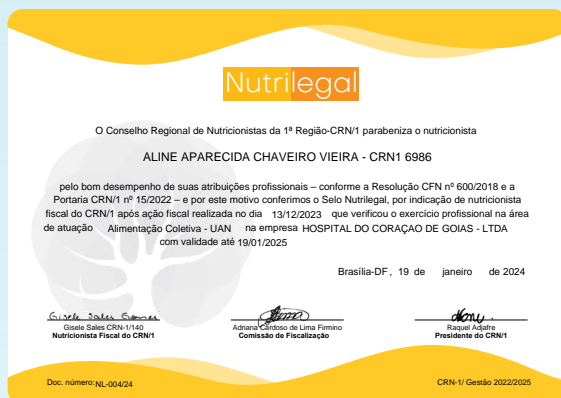 Nutrilegal
O Conselho Regional de Nutricionistas da 1ª Região-CRN/1 parabeniza o nutricionista
ALINE APARECIDA CHAVEIRO VIEIRA - CRN1 6986
pelo bom desempenho de suas atribuições profissionais – conforme a Resolução CFN nº 600/2018 e a
Portaria CRN/1 nº 15/2022 – e por este motivo conferimos o Selo Nutrilegal, por indicação de nutricionista
fiscal do CRN/1 após ação fiscal realizada no dia 13/12/2023 que verificou o exercício profissional na área
de atuação Alimentação Coletiva - UAN na empresa HOSPITAL DO CORAÇAO DE GOIAS - LTDA
com validade até 19/01/2025
Brasília-DF, 19 de janeiro de 2024
Gisele Sales Gomes
Gisele Sales CRN-1/140
Nutricionista Fiscal do CRN/1
Adriana Cardoso de Lima Firmino
Comissão de Fiscalização
Raquel Adjafre
Presidente do CRN/1
Doc. número: NL-004/24
CRN-1/ Gestão 2022/2025